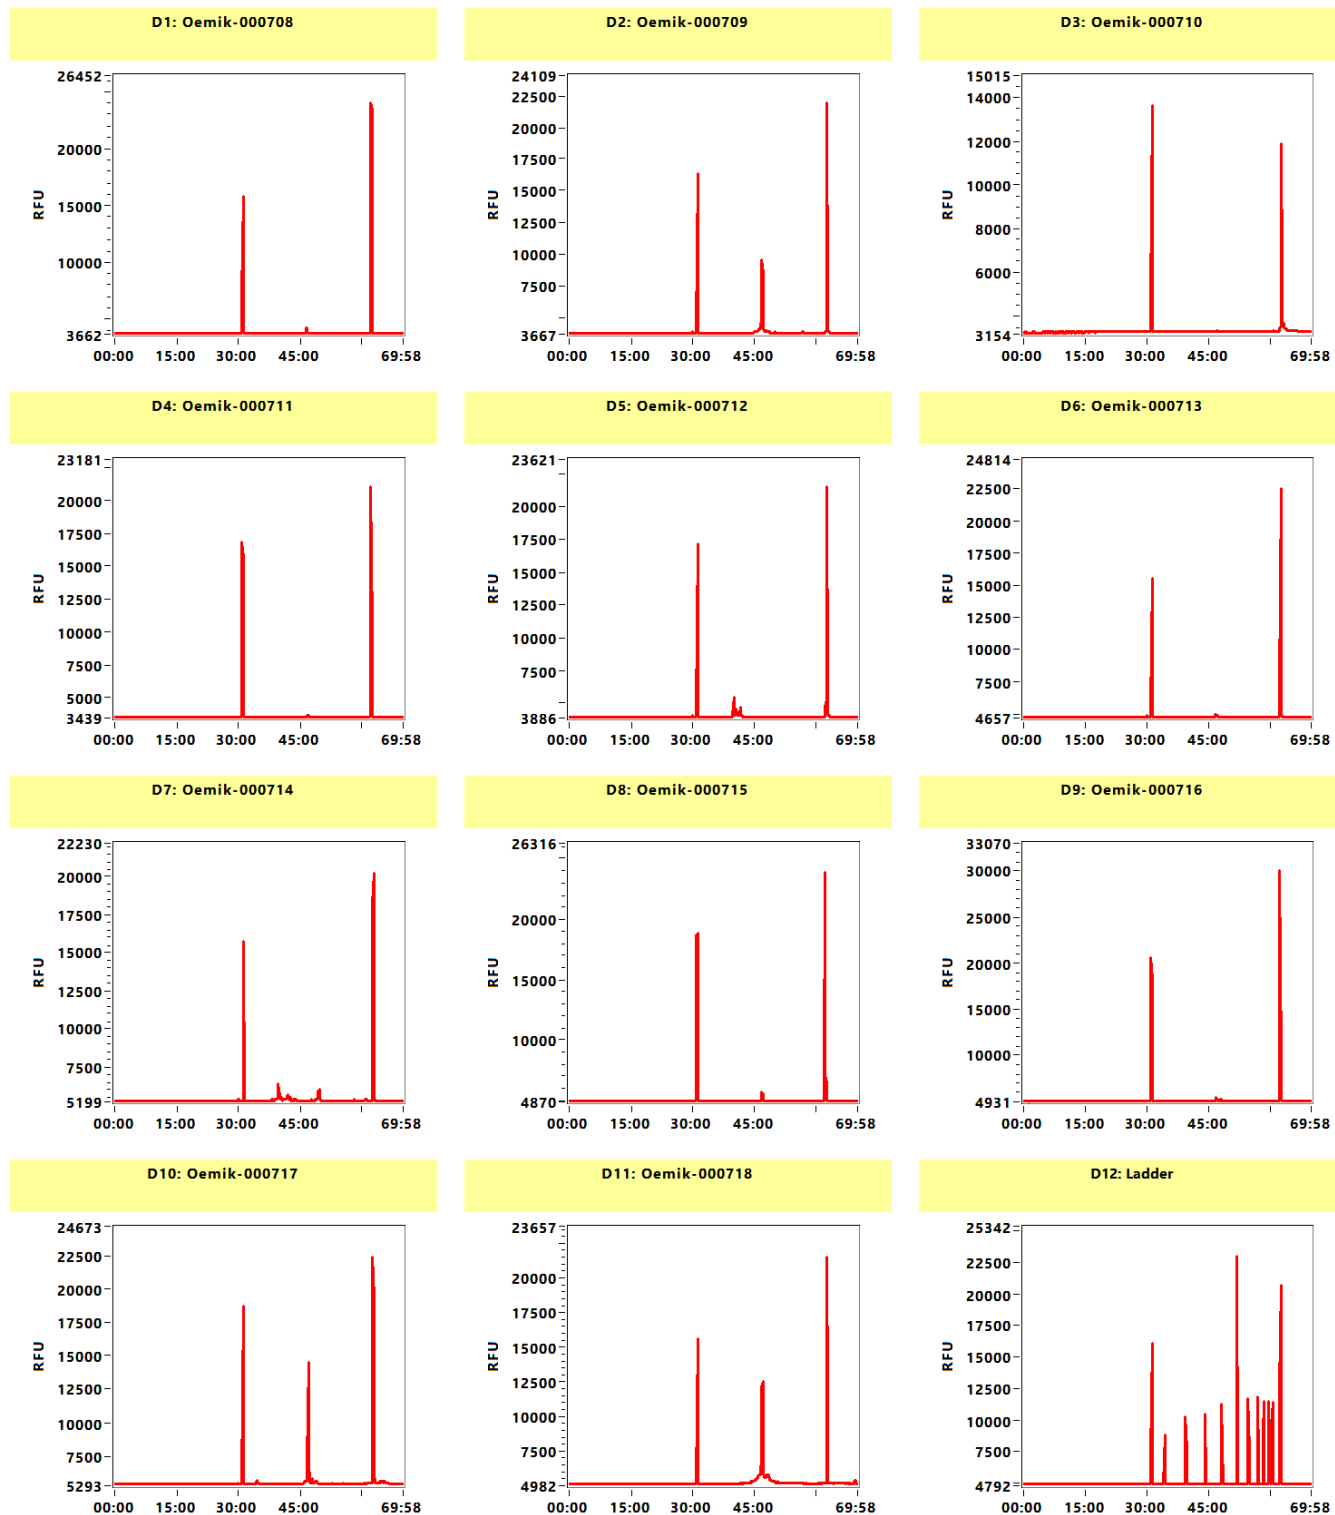 D1: Oemik-000708
D2: Oemik-000709
D3: Oemik-000710
26452
20000
15000
10000
3662
RFU
00:00 15:00 30:00 45:00 69:58
24109
22500
20000
17500
15000
12500
10000
7500
3667
RFU
00:00 15:00 30:00 45:00 69:58
15015
14000
12000
10000
8000
6000
3154
RFU
00:00 15:00 30:00 45:00 69:58
D4: Oemik-000711
D5: Oemik-000712
D6: Oemik-000713
23181
20000
17500
15000
12500
10000
7500
5000
3439
RFU
00:00 15:00 30:00 45:00 69:58
23621
20000
17500
15000
12500
10000
7500
3886
RFU
00:00 15:00 30:00 45:00 69:58
24814
22500
20000
17500
15000
12500
10000
7500
4657
RFU
00:00 15:00 30:00 45:00 69:58
D7: Oemik-000714
D8: Oemik-000715
D9: Oemik-000716
22230
20000
17500
15000
12500
10000
7500
5199
RFU
00:00 15:00 30:00 45:00 69:58
26316
20000
15000
10000
4870
RFU
00:00 15:00 30:00 45:00 69:58
33070
30000
25000
20000
15000
10000
4931
RFU
00:00 15:00 30:00 45:00 69:58
D10: Oemik-000717
D11: Oemik-000718
D12: Ladder
24673
22500
20000
17500
15000
12500
10000
7500
5293
RFU
00:00 15:00 30:00 45:00 69:58
23657
20000
17500
15000
12500
10000
7500
4982
RFU
00:00 15:00 30:00 45:00 69:58
25342
22500
20000
17500
15000
12500
10000
7500
4792
RFU
00:00 15:00 30:00 45:00 69:58